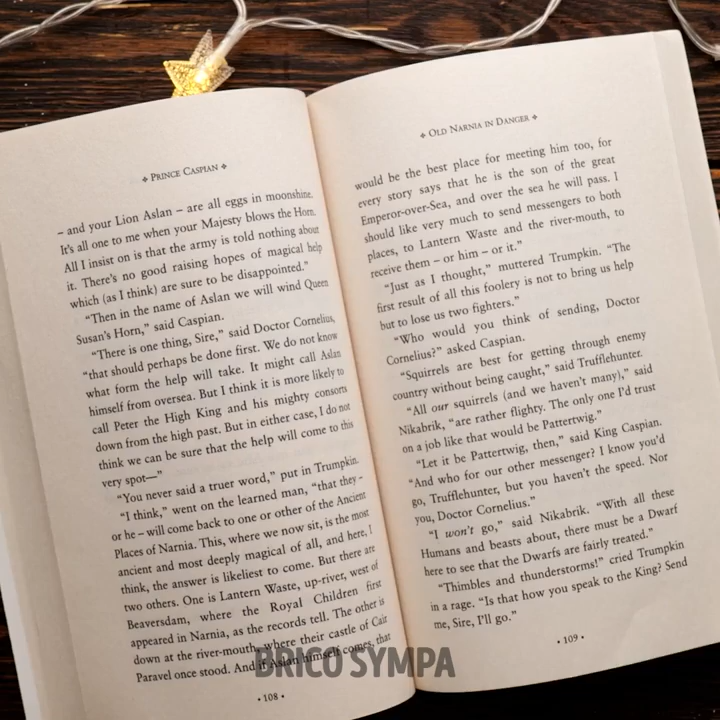 ❖ PRINCE CASPIAN ❖
– and your Lion Aslan – are all eggs in moonshine.
It's all one to me when your Majesty blows the Horn.
All I insist on is that the army is told nothing about
it. There's no good raising hopes of magical help
which (as I think) are sure to be disappointed.”
“Then in the name of Aslan we will wind Queen
Susan's Horn,” said Caspian.
“There is one thing, Sire,” said Doctor Cornelius,
“that should perhaps be done first. We do not know
what form the help will take. It might call Aslan
himself from oversea. But I think it is more likely to
call Peter the High King and his mighty consorts
down from the high past. But in either case, I do not
think we can be sure that the help will come to this
very spot—”
“You never said a truer word,” put in Trumpkin.
“I think,” went on the learned man, “that they –
or he – will come back to one or other of the Ancient
Places of Narnia. This, where we now sit, is the most
ancient and most deeply magical of all, and here, I
think, the answer is likeliest to come. But there are
two others. One is Lantern Waste, up-river, west of
Beaversdam, where the Royal Children first
appeared in Narnia, as the records tell. The other is
down at the river-mouth, where their castle of Cair
Paravel once stood. And if Aslan himself comes, that
• 108 •
❖ OLD NARNIA IN DANGER ❖
would be the best place for meeting him too, for
every story says that he is the son of the great
Emperor-over-Sea, and over the sea he will pass. I
should like very much to send messengers to both
places, to Lantern Waste and the river-mouth, to
receive them – or him – or it.”
“Just as I thought,” muttered Trumpkin. “The
first result of all this foolery is not to bring us help
but to lose us two fighters.”
“Who would you think of sending, Doctor
Cornelius?” asked Caspian.
“Squirrels are best for getting through enemy
country without being caught,” said Trufflehunter.
“All our squirrels (and we haven't many),” said
Nikabrik, “are rather flighty. The only one I'd trust
on a job like that would be Pattertwig.”
“Let it be Pattertwig, then,” said King Caspian.
“And who for our other messenger? I know you'd
go, Trufflehunter, but you haven't the speed. Nor
you, Doctor Cornelius.”
“I won't go,” said Nikabrik. “With all these
Humans and beasts about, there must be a Dwarf
here to see that the Dwarfs are fairly treated.”
“Thimbles and thunderstorms!” cried Trumpkin
in a rage. “Is that how you speak to the King? Send
me, Sire, I'll go.”
• 109 •
BRICO SYMPA